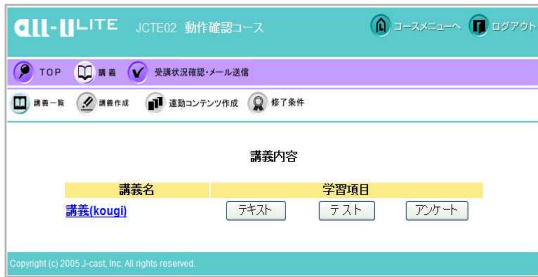 all-U LITE JCTE02 動作確認コース コースメニューへ ログアウト
TOP 講義 受講状況確認・メール送信
講義一覧 講義作成 連動コンテンツ作成 修了条件
講義内容
講義名 学習項目
講義(kougi) テキスト テスト アンケート
Copyright (c) 2005 J-cast, Inc. All rights reserved.